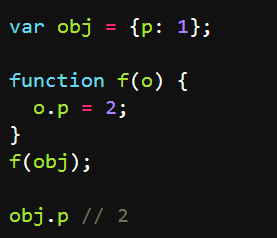 var obj = {p: 1};
function f(o) {
  o.p = 2;
}
f(obj);
obj.p // 2